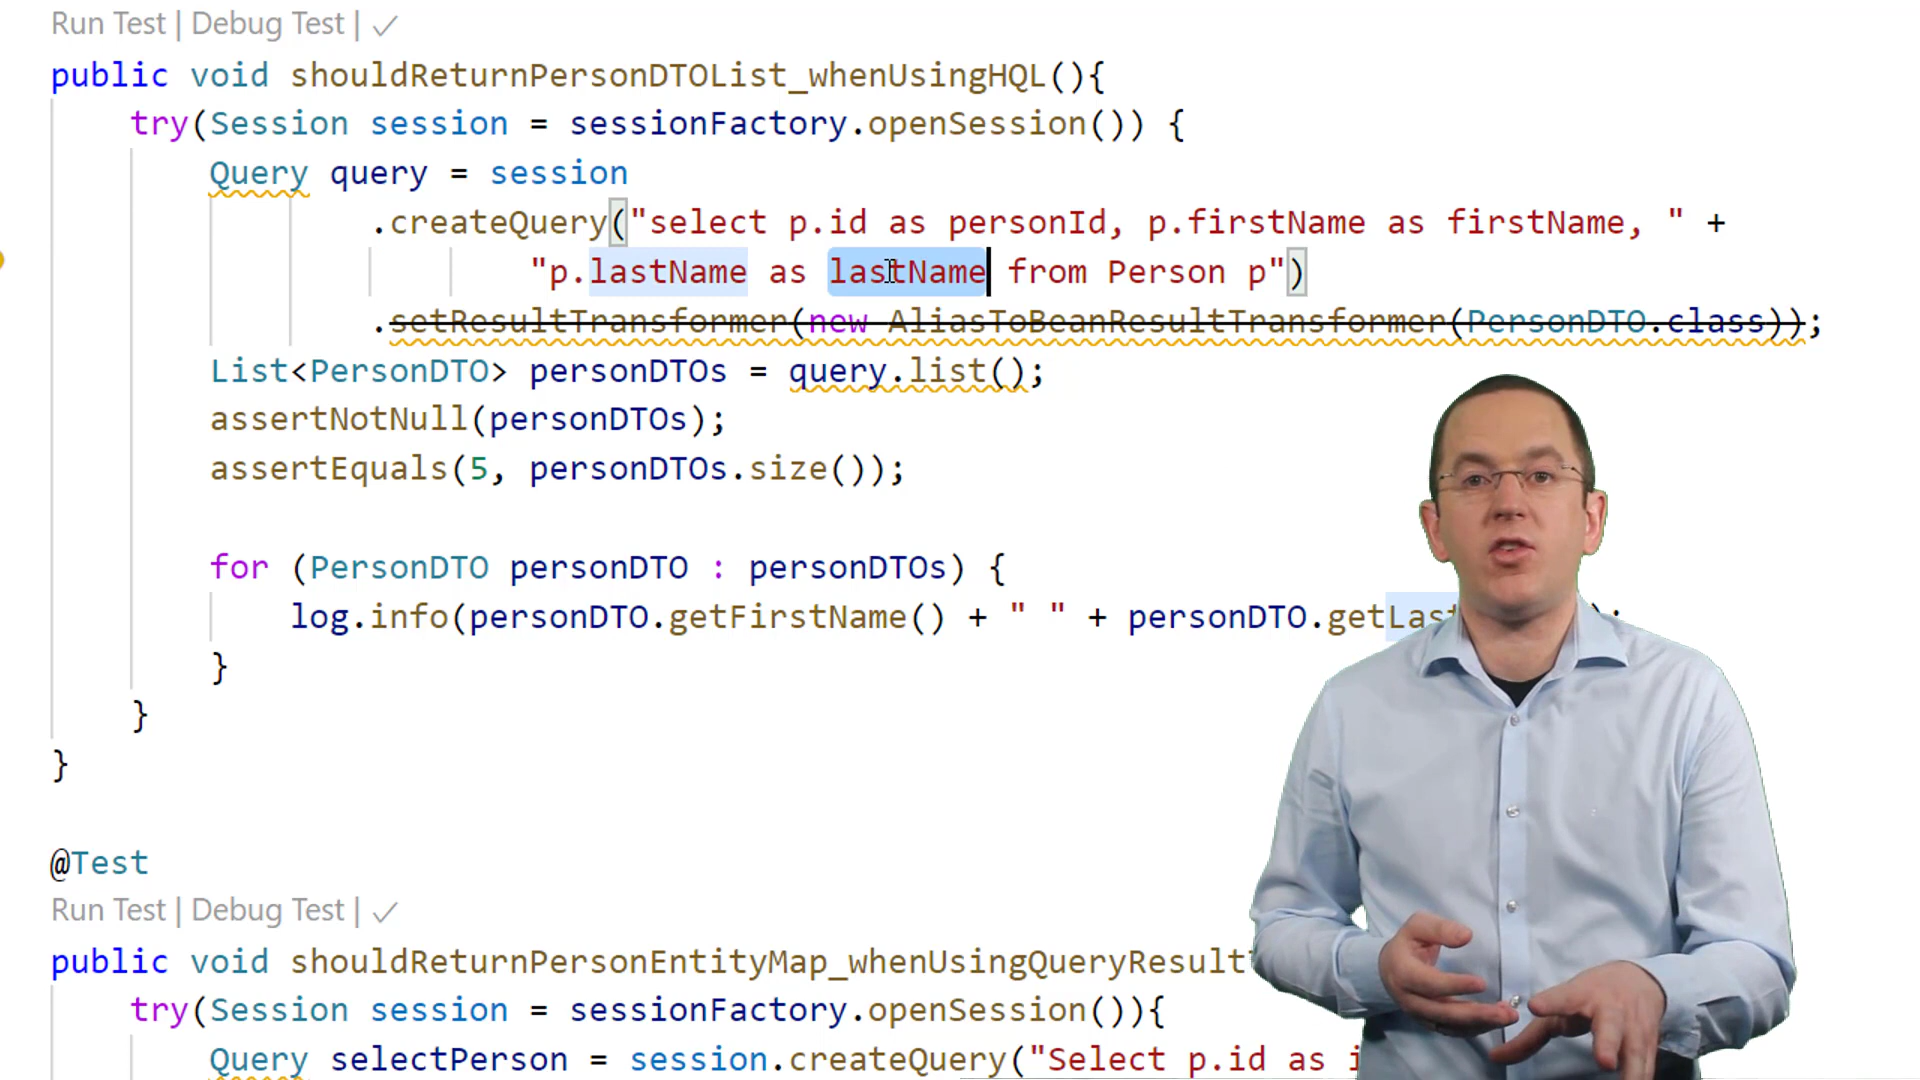 Run Test | Debug Test | ✓
public void shouldReturnPersonDTOList_whenUsingHQL(){
try(Session session = sessionFactory.openSession()) {
Query query = session
.createQuery("select p.id as personId, p.firstName as firstName, " +
"p.lastName as lastName from Person p")
.setResultTransformer(new AliasToBeanResultTransformer(PersonDTO.class));
List<PersonDTO> personDTOs = query.list();
assertNotNull(personDTOs);
assertEquals(5, personDTOs.size());
for (PersonDTO personDTO : personDTOs) {
log.info(personDTO.getFirstName() + " " + personDTO.getLas );
}
}
}
@Test
Run Test | Debug Test | ✓
public void shouldReturnPersonEntityMap_whenUsingQueryResult
try(Session session = sessionFactory.openSession()){
Query selectPerson = session.createQuery("Select p.id as i